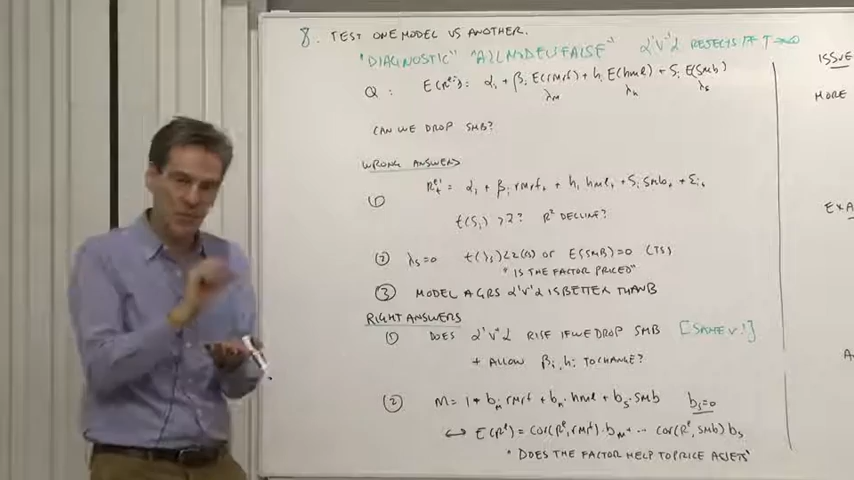 8. TEST ONE MODEL VS ANOTHER.
"DIAGNOSTIC" "ALL MODELS FALSE" α'V⁻¹α REJECTS IF T→∞
Q: E(Rᵉⁱ) = αᵢ + βᵢ E(rmrf) + hᵢ E(hml) + Sᵢ E(smb)
λₘ λₕ λₛ
CAN WE DROP SMB?
WRONG ANSWERS
① Rₜᵉⁱ = αᵢ + βᵢ rmrfₜ + hᵢ hmlₜ + Sᵢ smbₜ + εᵢₜ
t(Sᵢ) > 2? R² DECLINE?
② λₛ=0 t(λₛ)<2 or E(SMB)=0 (TS)
"IS THE FACTOR PRICED"
③ MODEL A GRS α'V⁻¹α IS BETTER THAN B
RIGHT ANSWERS
① DOES α'V⁻¹α RISE IF WE DROP SMB [SAME V!]
+ ALLOW βᵢ, hᵢ TO CHANGE?
② M = 1 + bₘ rmrf + bₕ·hml + bₛ·smb bₛ=0
↔ E(Rᵉ) = cov(Rᵉ, rmrf)·bₘ + ·· cov(Rᵉ, smb) bₛ
"DOES THE FACTOR HELP TO PRICE ASSETS"
ISSUE
MORE